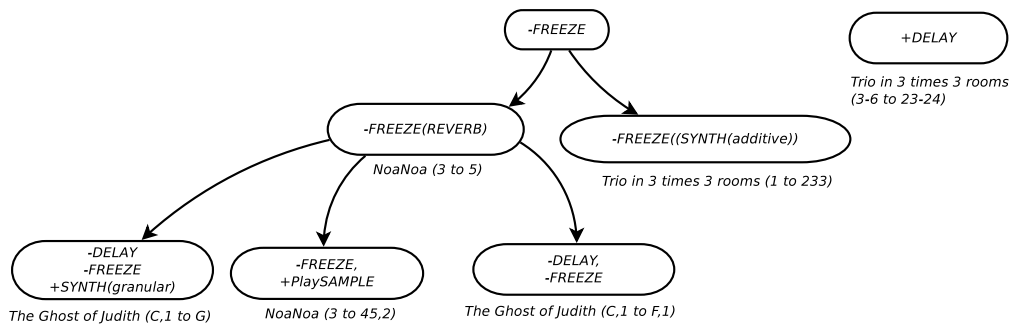 -FREEZE
+DELAY
Trio in 3 times 3 rooms
(3-6 to 23-24)
-FREEZE(REVERB)
NoaNoa (3 to 5)
-FREEZE((SYNTH(additive))
Trio in 3 times 3 rooms (1 to 233)
-DELAY
-FREEZE
+SYNTH(granular)
The Ghost of Judith (C,1 to G)
-FREEZE,
+PlaySAMPLE
NoaNoa (3 to 45,2)
-DELAY,
-FREEZE
The Ghost of Judith (C,1 to F,1)